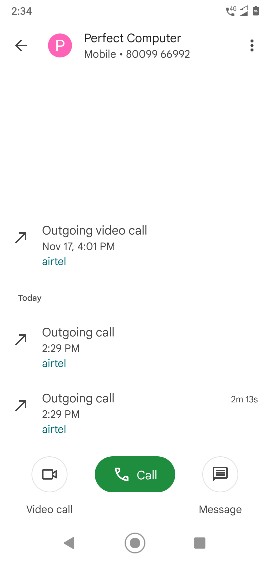 2:34
4G
P
Perfect Computer
Mobile • 80099 66992
Outgoing video call
Nov 17, 4:01 PM
airtel
Today
Outgoing call
2:29 PM
airtel
Outgoing call
2m 13s
2:29 PM
airtel
Call
Video call
Message